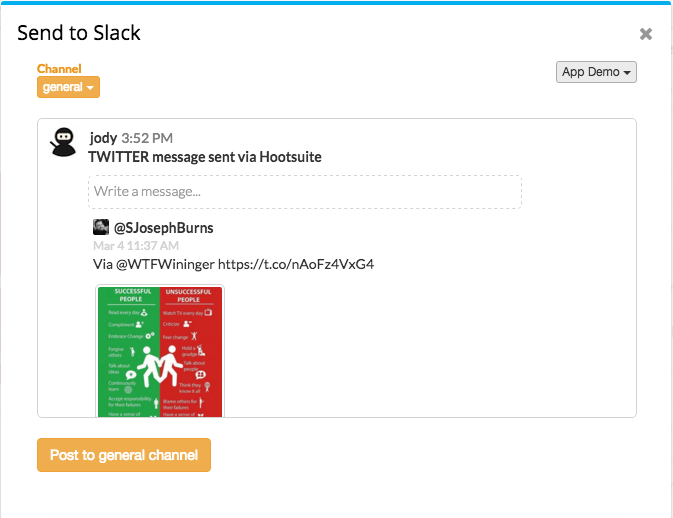 Send to Slack
Channel
general
App Demo
jody 3:52 PM
TWITTER message sent via Hootsuite
Write a message...
@SJosephBurns
Mar 4 11:37 AM
Via @WTFWininger https://t.co/nAoFz4VxG4
SUCCESSFUL PEOPLE
UNSUCCESSFUL PEOPLE
Read every day
Watch TV every day
Compliment
Criticize
Embrace Change
Fear change
Forgive others
Hold a grudge
Talk about ideas
Talk about people
Continuously learn
Think they know it all
Accept responsibility for their failures
Blame others for their failures
Have a sense of
Have a sense of
Post to general channel